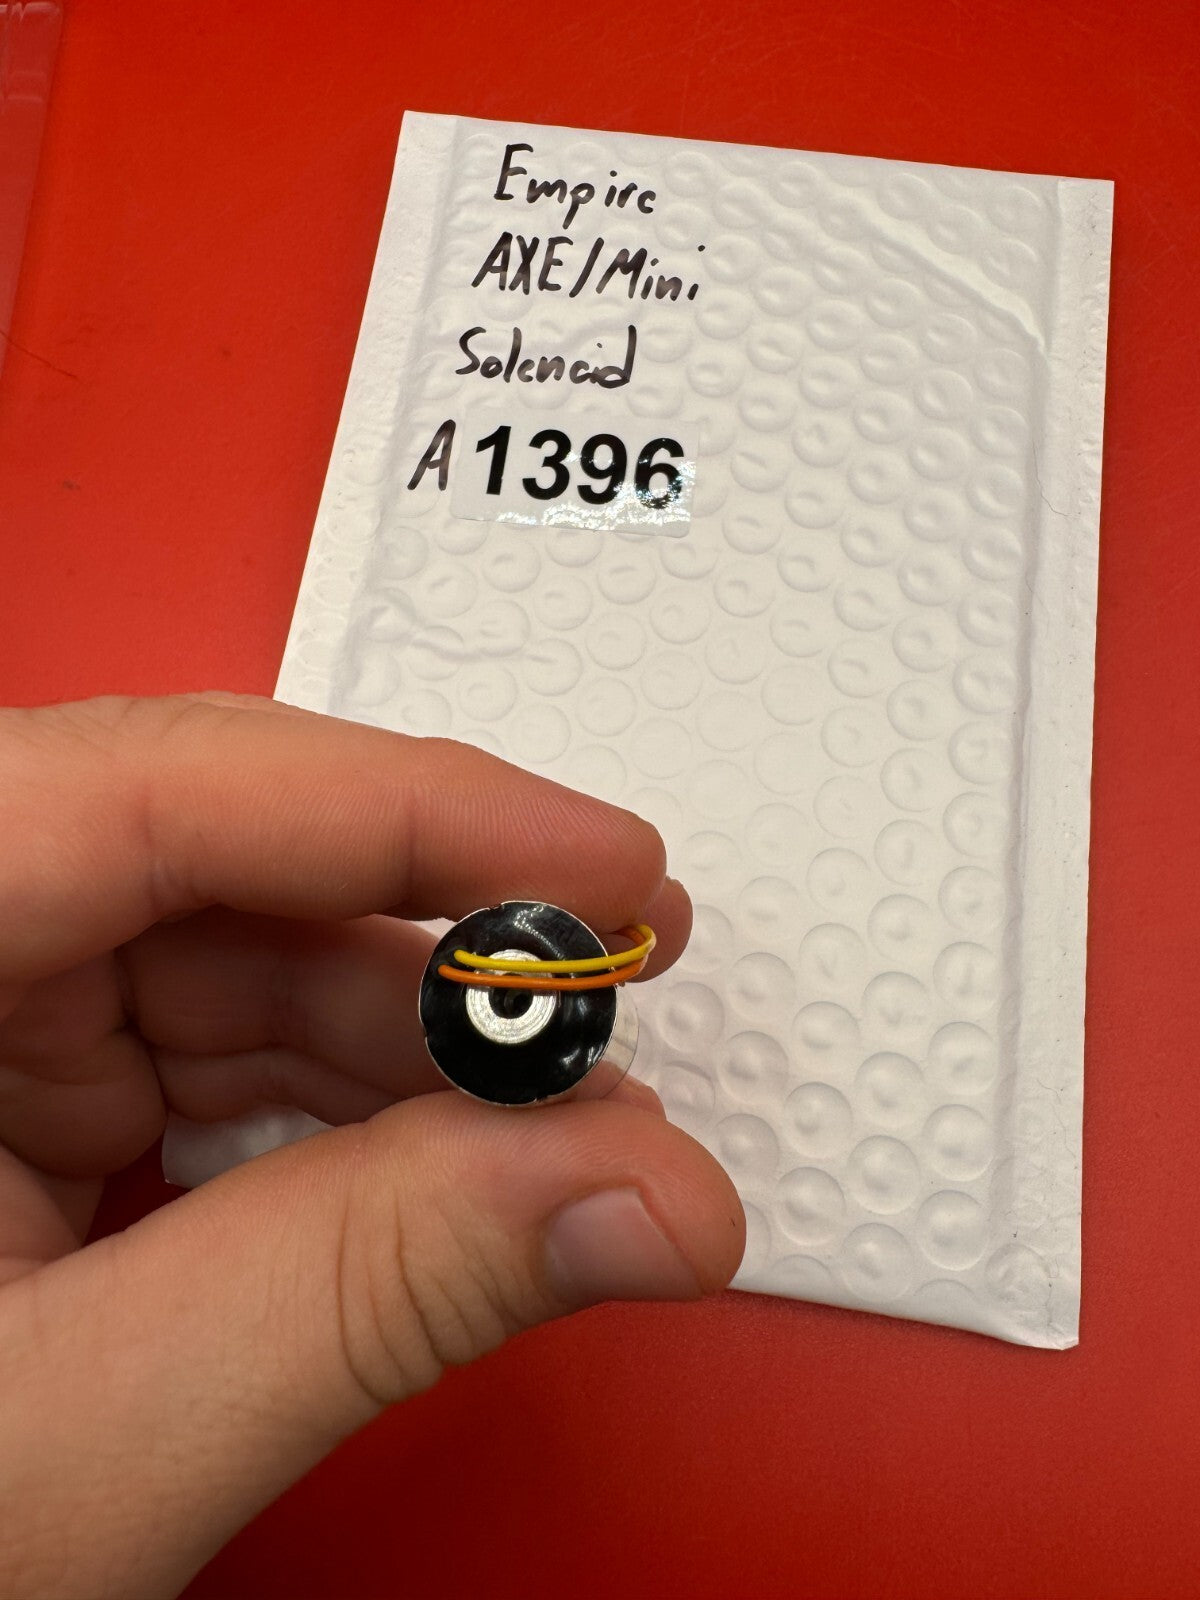 Empire
AXE/Mini
Solenoid
A1396